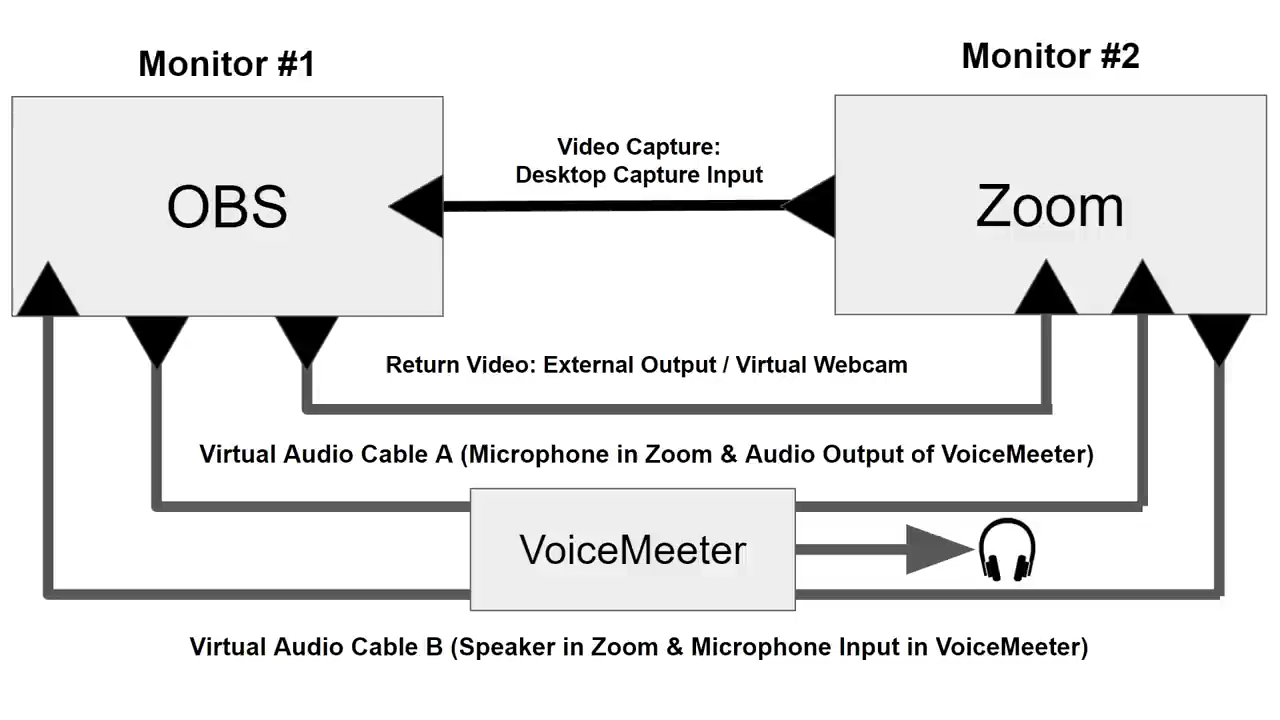 Monitor #1
Monitor #2
Video Capture:
Desktop Capture Input
OBS
Zoom
Return Video: External Output / Virtual Webcam
Virtual Audio Cable A (Microphone in Zoom & Audio Output of VoiceMeeter)
VoiceMeeter
Virtual Audio Cable B (Speaker in Zoom & Microphone Input in VoiceMeeter)